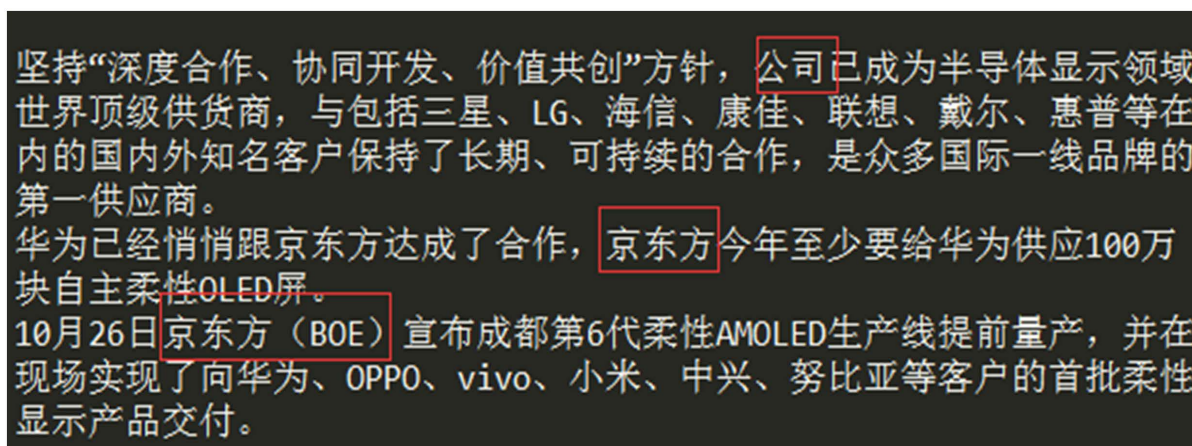 坚持“深度合作、协同开发、价值共创”方针，公司已成为半导体显示领域
世界顶级供货商，与包括三星、LG、海信、康佳、联想、戴尔、惠普等在
内的国内外知名客户保持了长期、可持续的合作，是众多国际一线品牌的
第一供应商。
华为已经悄悄跟京东方达成了合作，京东方今年至少要给华为供应100万
块自主柔性OLED屏。
10月26日京东方（BOE）宣布成都第6代柔性AMOLED生产线提前量产，并在
现场实现了向华为、OPPO、vivo、小米、中兴、努比亚等客户的首批柔性
显示产品交付。